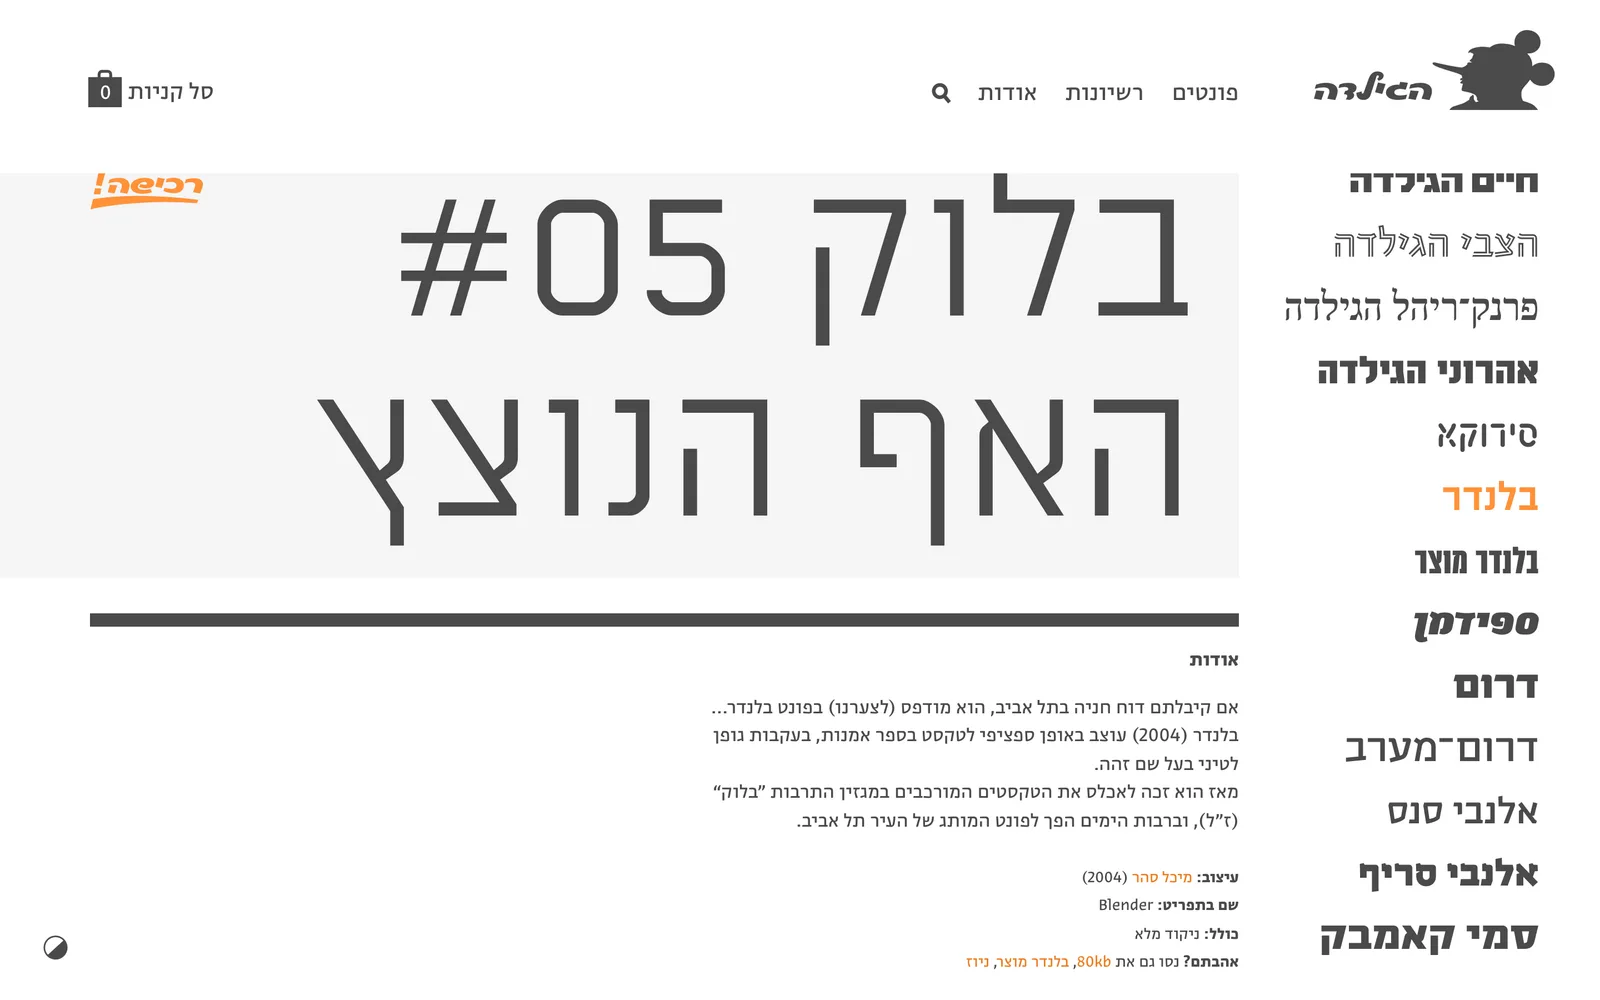 הגילדה
פונטים
רשיונות
אודות
סל קניות
0
חיים הגילדה
הצבי הגילדה
פרנק־ריהל הגילדה
אהרוני הגילדה
סידוקא
בלנדר
בלנדר מוצר
ספידמן
דרום
דרום־מערב
אלנבי סנס
אלנבי סריף
סמי קאמבק
רכישה!
בלוק 05#
האף הנוצץ
אודות
אם קיבלתם דוח חניה בתל אביב, הוא מודפס (לצערנו) בפונט בלנדר...
בלנדר (2004) עוצב באופן ספציפי לטקסט בספר אמנות, בעקבות גופן
לטיני בעל שם זהה.
מאז הוא זכה לאכלס את הטקסטים המורכבים במגזין התרבות ”בלוק“
(ז”ל), וברבות הימים הפך לפונט המותג של העיר תל אביב.
עיצוב: מיכל סהר (2004)
שם בתפריט: Blender
כולל: ניקוד מלא
אהבתם? נסו גם את 80kb, בלנדר מוצר, ניוז